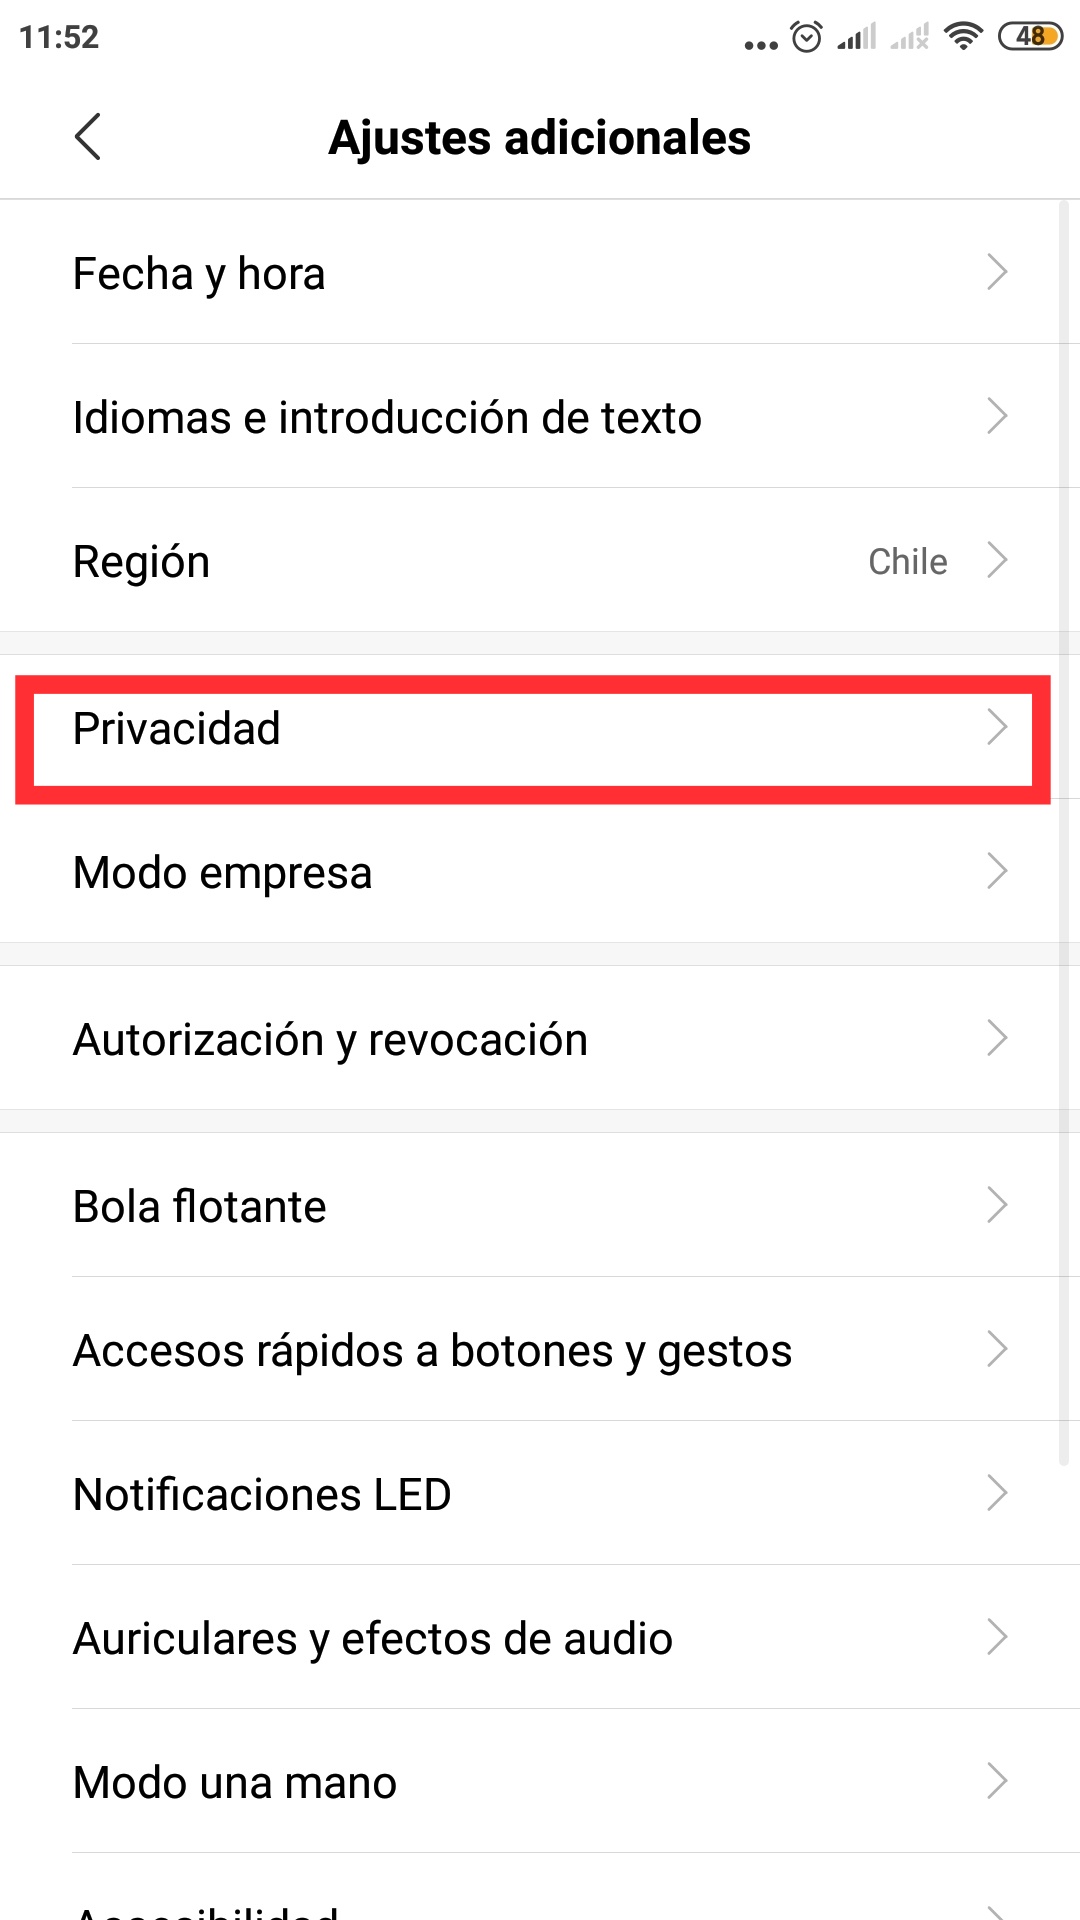 11:52
48
Ajustes adicionales
Fecha y hora
Idiomas e introducción de texto
Región
Chile
Privacidad
Modo empresa
Autorización y revocación
Bola flotante
Accesos rápidos a botones y gestos
Notificaciones LED
Auriculares y efectos de audio
Modo una mano
Accesibilidad